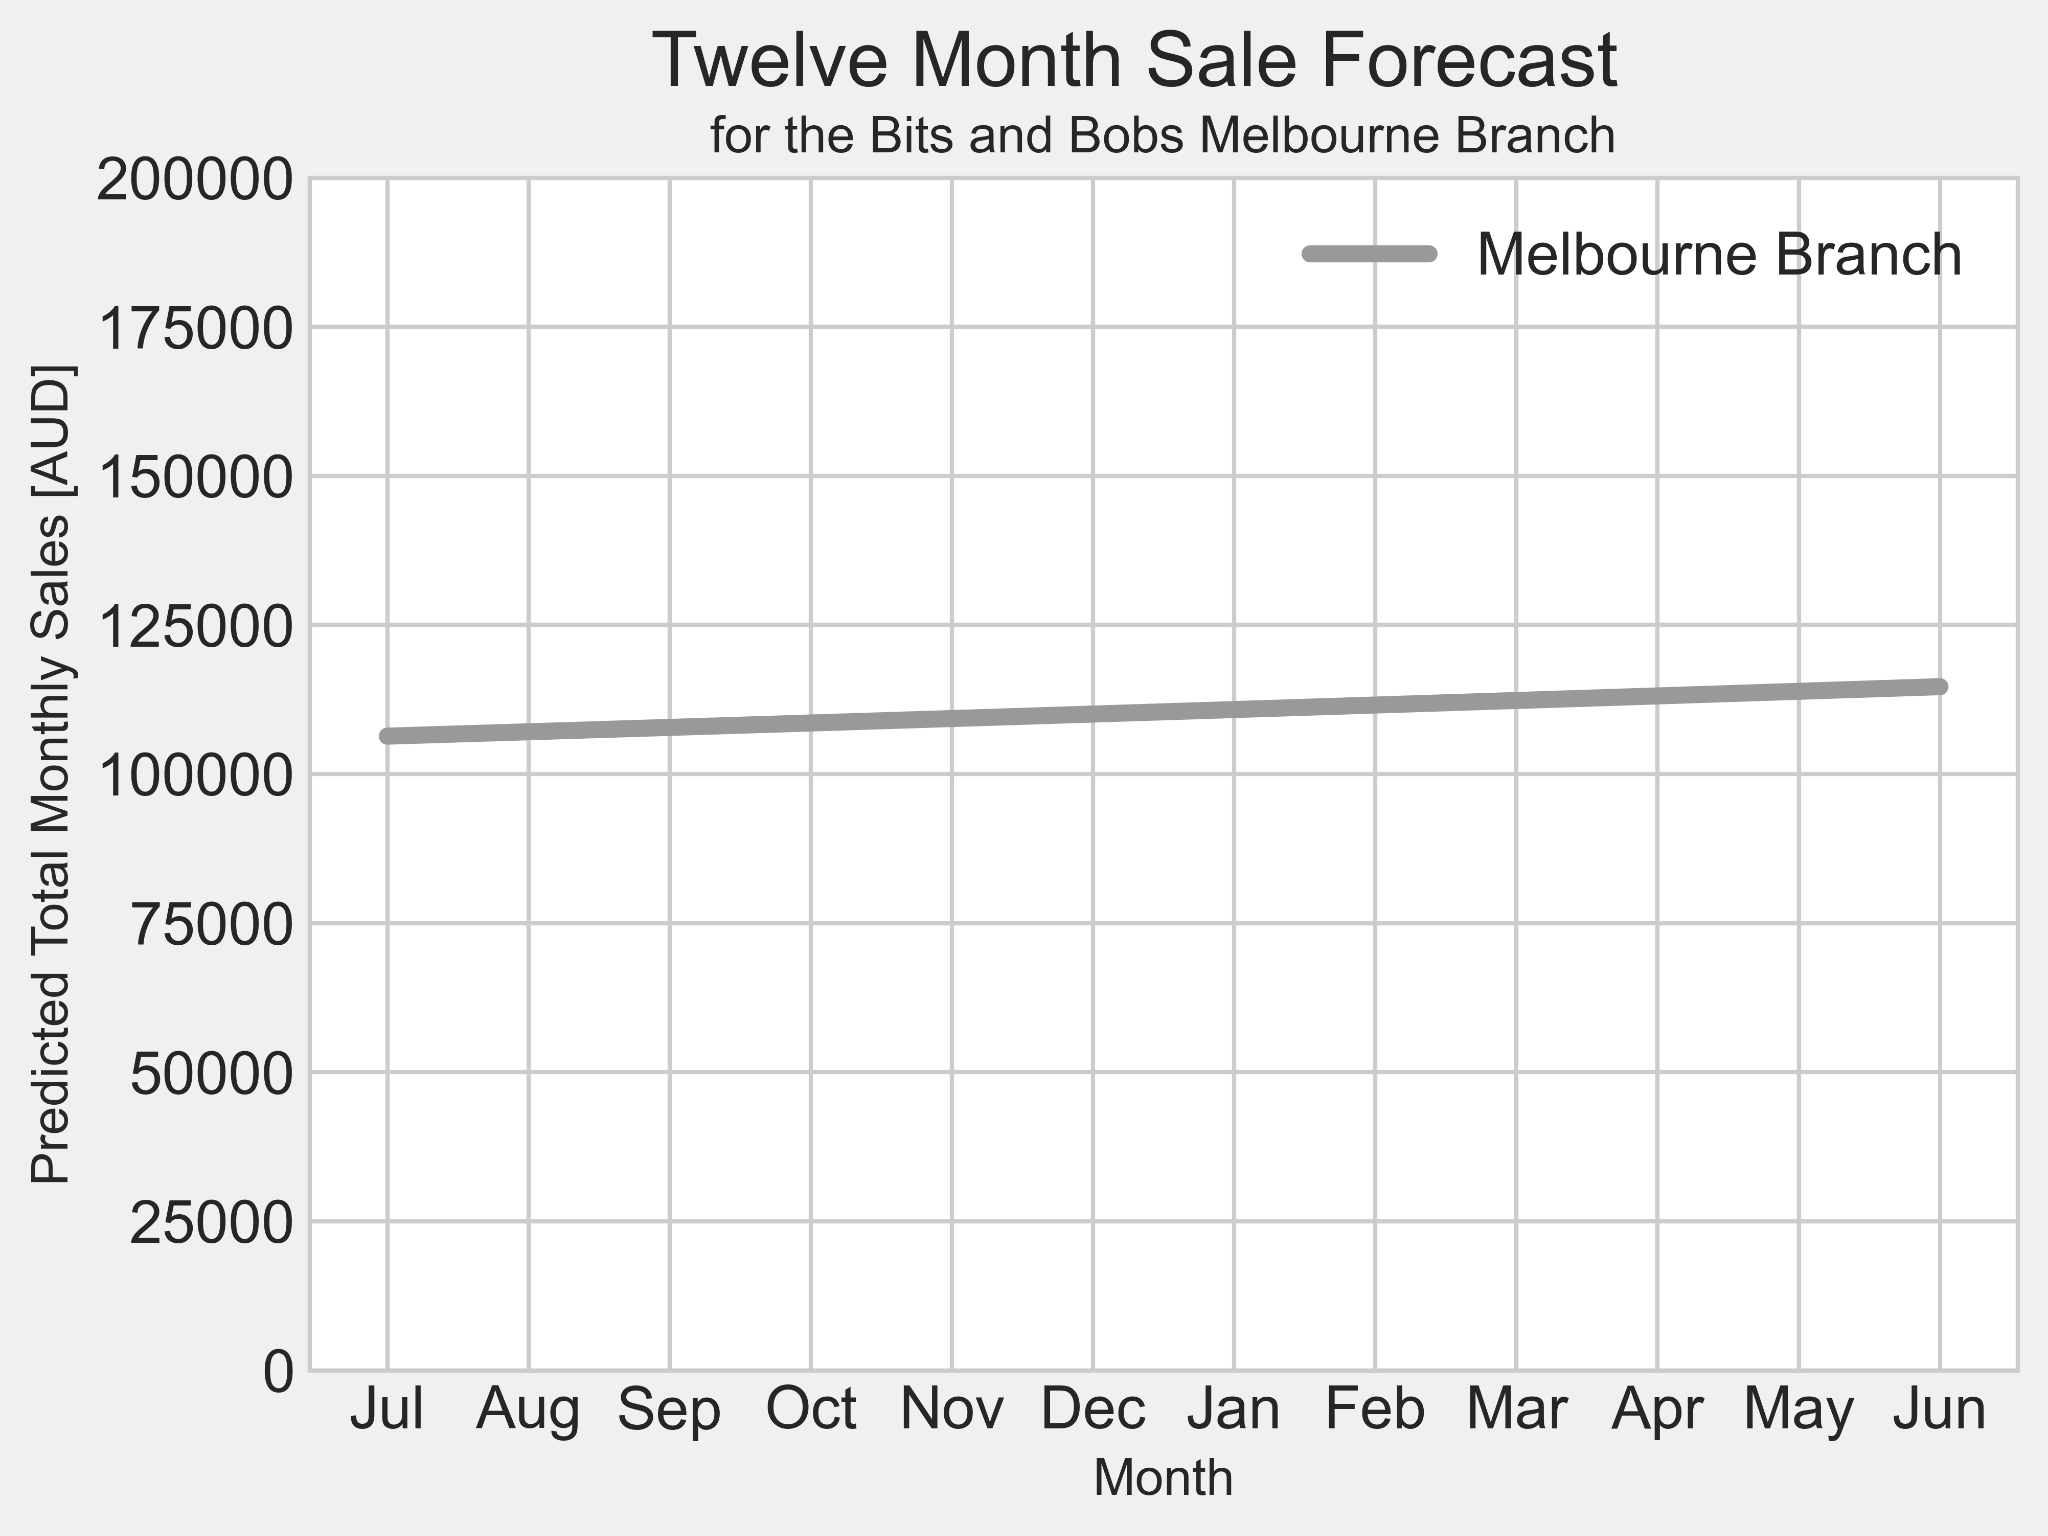 Twelve Month Sale Forecast
for the Bits and Bobs Melbourne Branch
Predicted Total Monthly Sales [AUD]
200000
175000
150000
125000
100000
75000
50000
25000
0
Melbourne Branch
Jul Aug Sep Oct Nov Dec Jan Feb Mar Apr May Jun
Month